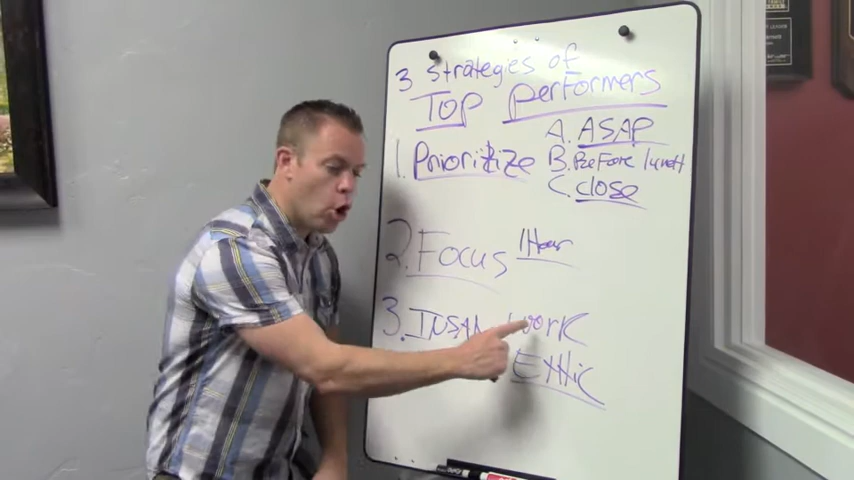 3 Strategies of
Top performers
1. Prioritize
A. ASAP
B. Before lunch
C. close
2. Focus 1 Hour
3. INSAN work
Ethic